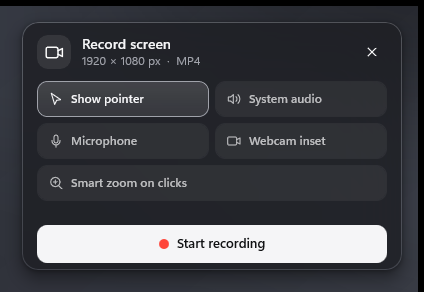 Record screen
1920 × 1080 px · MP4
Show pointer
System audio
Microphone
Webcam inset
Smart zoom on clicks
Start recording